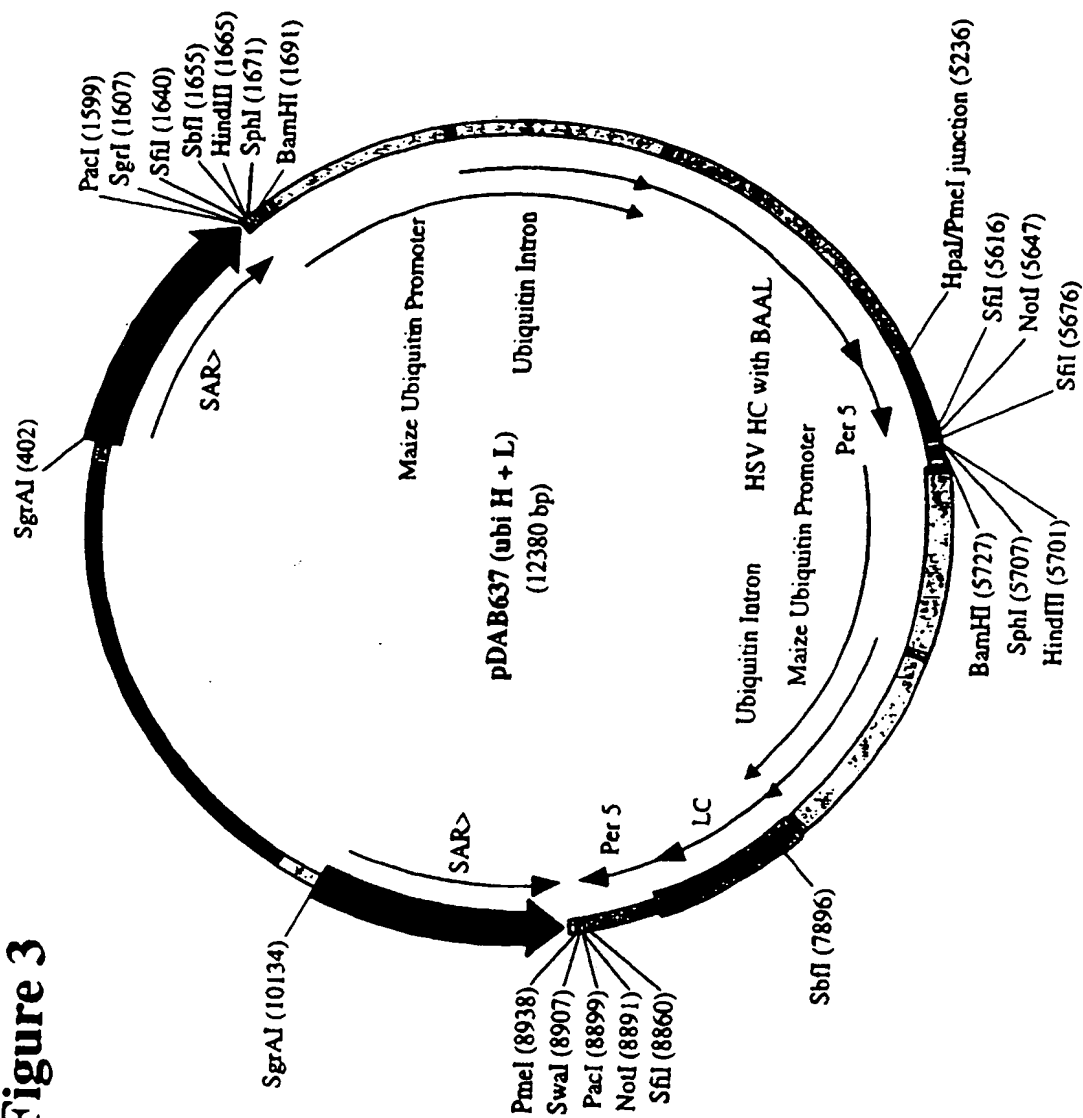 Figure 3
SgrAI (402)
PacI (1599)
SgrI (1607)
SfiI (1640)
SbfI (1655)
HindIII (1665)
SphI (1671)
BamHI (1691)
SAR>
Maize Ubiquitin Promoter
Ubiquitin Intron
pDAB637 (ubi H + L)
(12380 bp)
HSV HC with BAAL
Per 5
HpaI/PmeI junction (5236)
SfiI (5616)
NotI (5647)
SfiI (5676)
BamHI (5727)
SphI (5707)
HindIII (5701)
Maize Ubiquitin Promoter
Ubiquitin Intron
LC
Per 5
SAR>
SbfI (7896)
PmeI (8938)
SwaI (8907)
PacI (8899)
NotI (8891)
SfiI (8860)
SgrAI (10134)